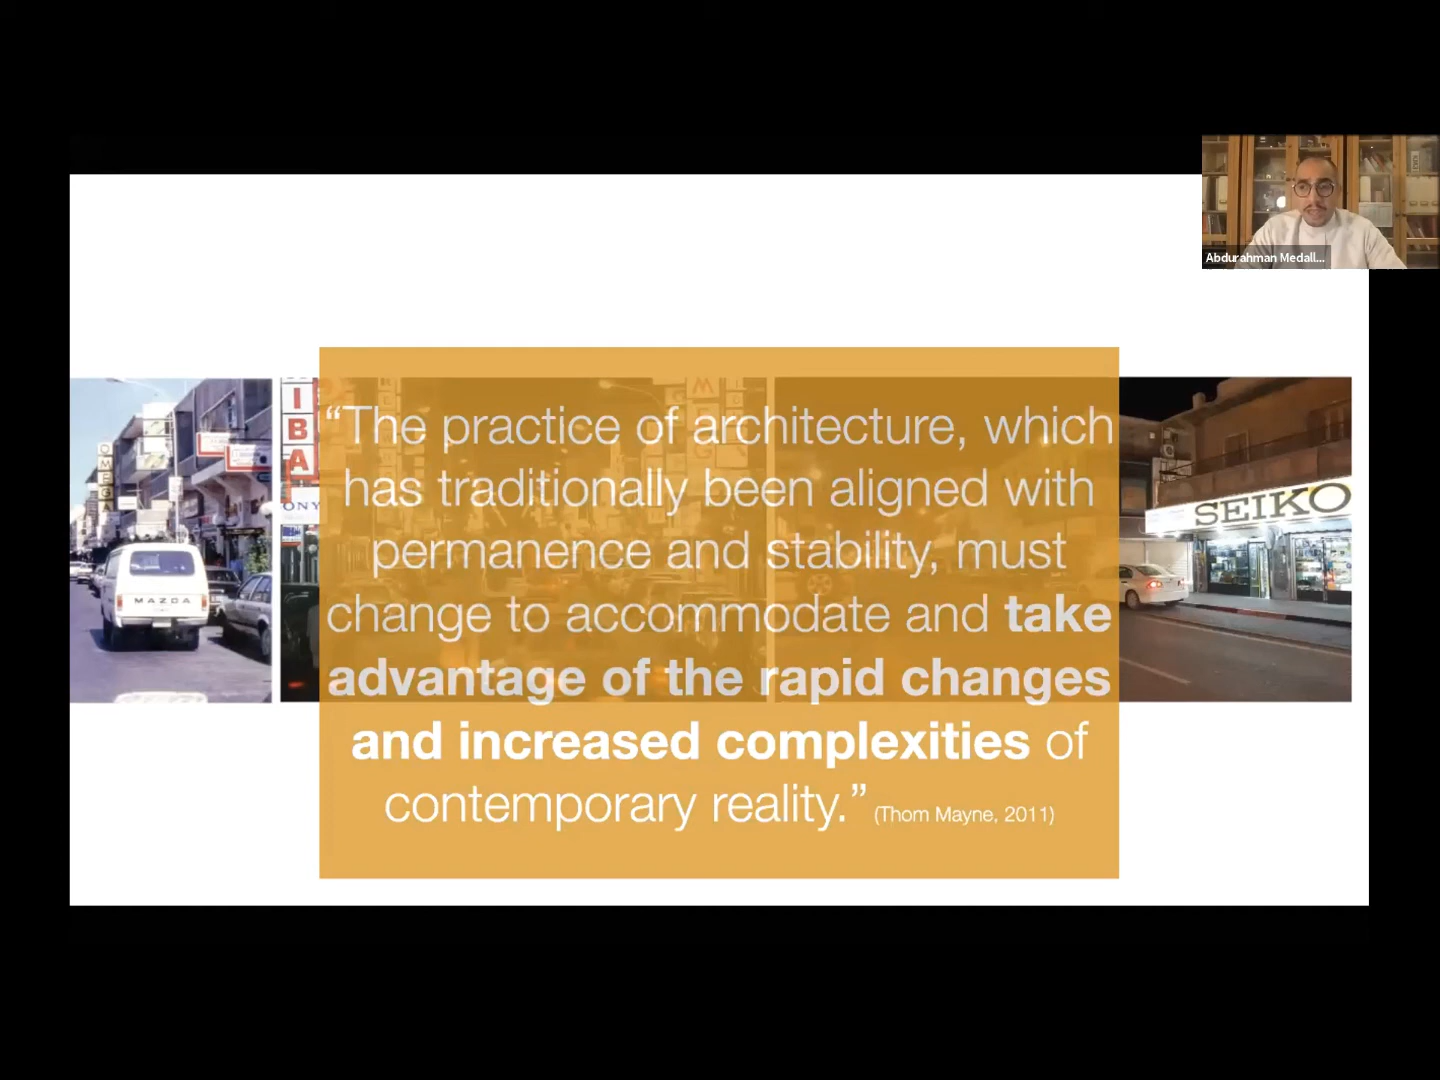 Abdurahman Medall...
OMEGA
MAZDA
IBA
ONY
SEIKO
“The practice of architecture, which
has traditionally been aligned with
permanence and stability, must
change to accommodate and take
advantage of the rapid changes
and increased complexities of
contemporary reality.” (Thom Mayne, 2011)